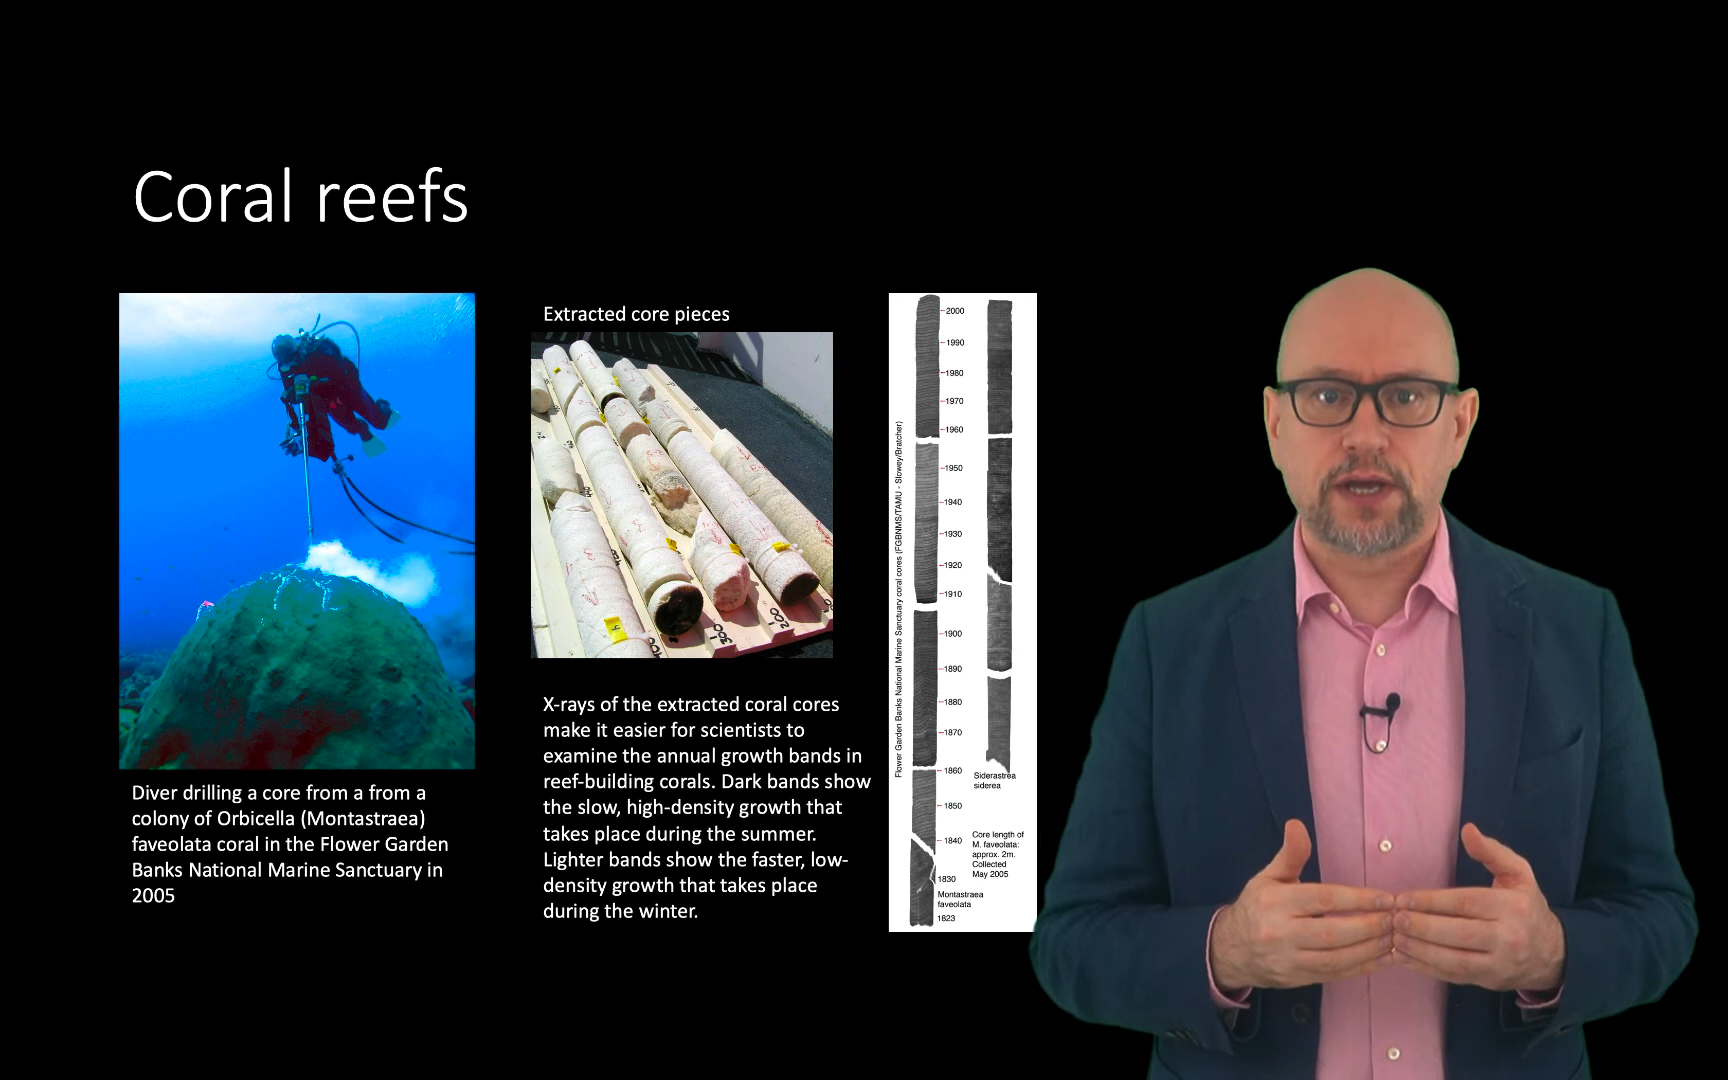 Coral reefs
Diver drilling a core from a from a
colony of Orbicella (Montastraea)
faveolata coral in the Flower Garden
Banks National Marine Sanctuary in
2005
Extracted core pieces
X-rays of the extracted coral cores
make it easier for scientists to
examine the annual growth bands in
reef-building corals. Dark bands show
the slow, high-density growth that
takes place during the summer.
Lighter bands show the faster, low-
density growth that takes place
during the winter.
Flower Garden Banks National Marine Sanctuary coral cores (FGBNMS/TAMU - Slowey/Bratcher)
2000
1990
1980
1970
1960
1950
1940
1930
1920
1910
1900
1890
1880
1870
1860
1850
1840
1830
1823
Montastraea
faveolata
Siderastrea
siderea
Core length of
M. faveolata:
approx. 2m.
Collected
May 2005
300
200